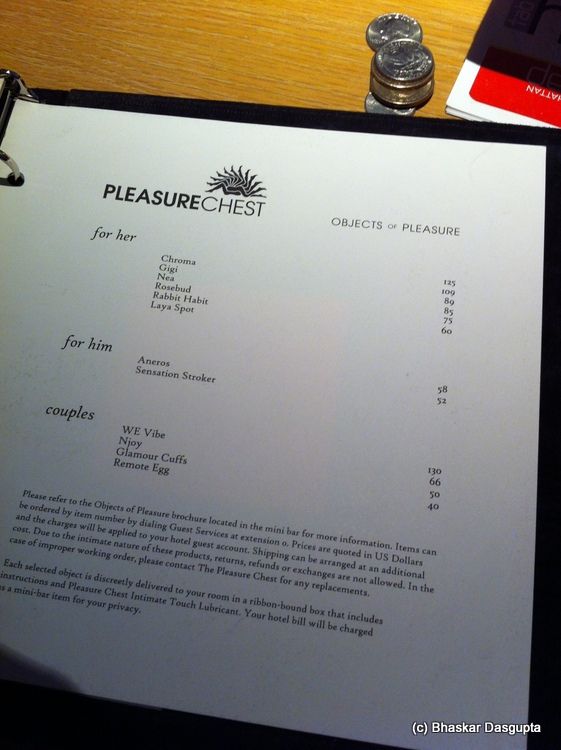 HATTAN
PLEASURECHEST
OBJECTS OF PLEASURE
for her
Chroma 125
Gigi 109
Nea 89
Rosebud 85
Rabbit Habit 75
Laya Spot 60
for him
Aneros 58
Sensation Stroker 52
couples
WE Vibe 130
Njoy 66
Glamour Cuffs 50
Remote Egg 40
Please refer to the Objects of Pleasure brochure located in the mini bar for more information. Items can
be ordered by item number by dialing Guest Services at extension 0. Prices are quoted in US Dollars
and the charges will be applied to your hotel guest account. Shipping can be arranged at an additional
cost. Due to the intimate nature of these products, returns, refunds or exchanges are not allowed. In the
case of improper working order, please contact The Pleasure Chest for any replacements.
Each selected object is discreetly delivered to your room in a ribbon-bound box that includes
instructions and Pleasure Chest Intimate Touch Lubricant. Your hotel bill will be charged
as a mini-bar item for your privacy.
(c) Bhaskar Dasgupta